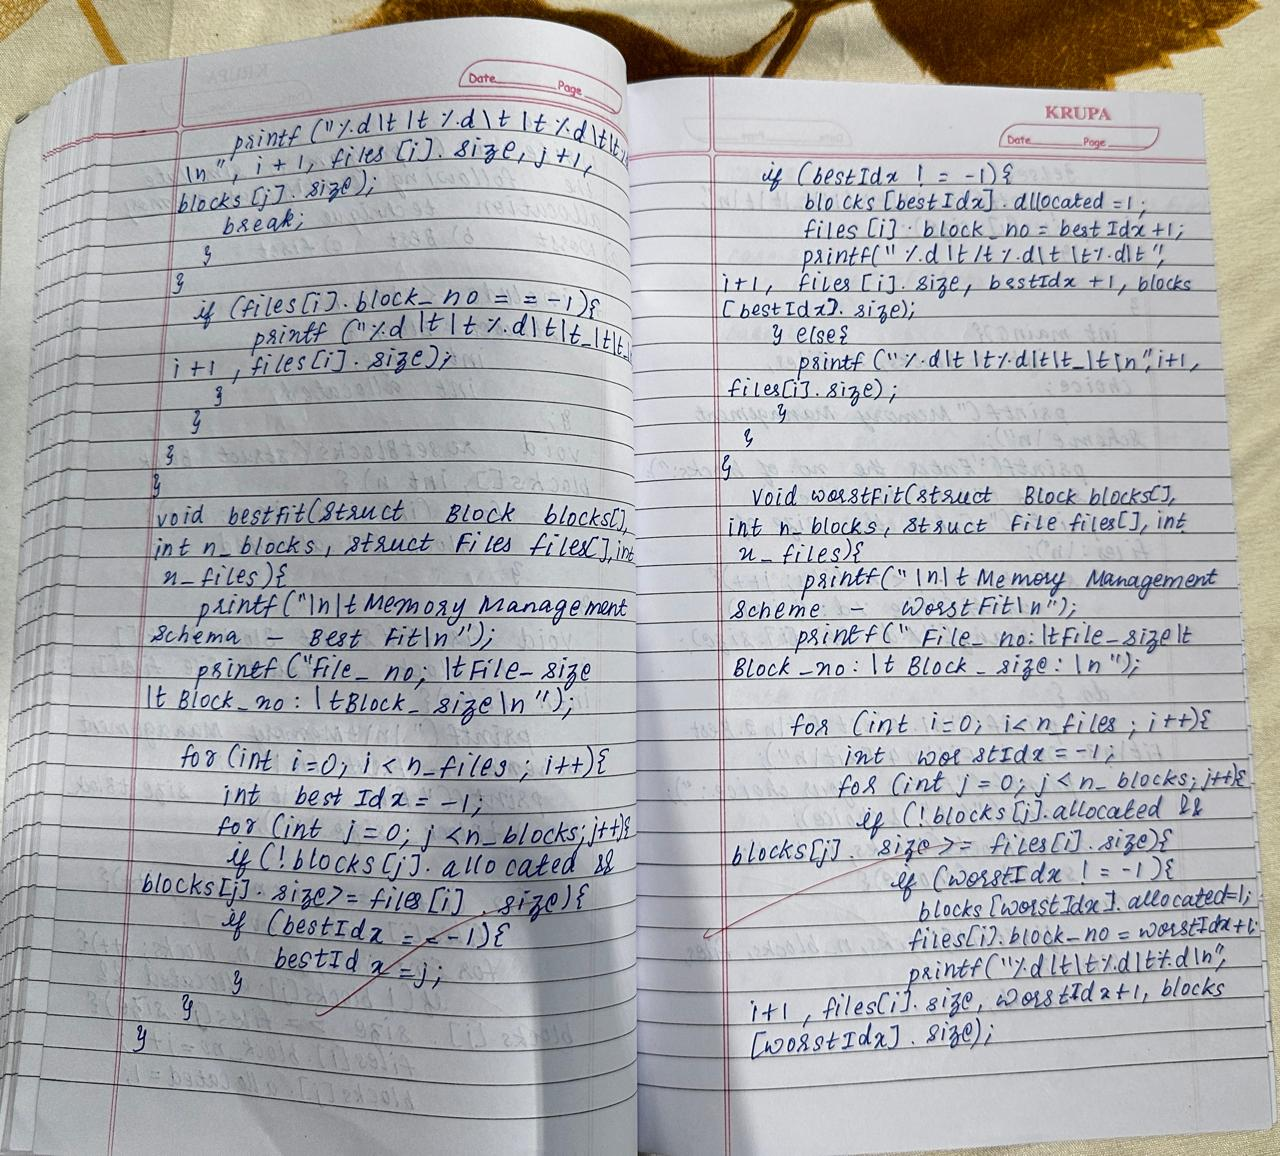 Date Page
printf ("%d\t\t %d\t\t %d\t\t%
\n", i+1, files[i].size, j+1,
blocks[j].size);
break;
}
}
if (files[i].block_no == -1){
printf ("%d\t\t%d\t\t_\t\t_
i+1, files[i].size);
}
}
}
}
void bestfit(struct Block blocks[],
int n_blocks, struct Files files[], int
n_files){
printf("\n\t Memory Management
Schema - Best Fit\n");
printf ("File_no; \tFile_size
\t Block_no: \tBlock_size\n");
for (int i=0; i<n_files; i++){
int best Idx = -1;
for (int j=0; j<n_blocks; j++){
if (!blocks[j].allocated &&
blocks[j].size>= files[i].size){
if (bestIdx == -1){
bestIdx = j;
}
}
}
KRUPA
Date Page
if (bestIdx != -1){
blocks[bestIdx].allocated=1;
files[i].block_no = bestIdx+1;
printf("%d\t\t%d\t\t%d\t",
i+1, files[i].size, bestIdx+1, blocks
[bestIdx].size);
} else{
printf("%d\t\t%d\t\t_\t\n", i+1,
files[i].size);
}
}
}
void worstFit(struct Block blocks[],
int n_blocks, struct File files[], int
n_files){
printf("\n\t Memory Management
Scheme - WorstFit\n");
printf("File_no:\tFile_size\t
Block_no:\t Block_size:\n");
for (int i=0; i<n_files; i++){
int worstIdx = -1;
for (int j=0; j<n_blocks; j++){
if (!blocks[j].allocated &&
blocks[j].size >= files[i].size){
if (worstIdx != -1){
blocks[worstIdx].allocated=1;
files[i].block_no = worstIdx+1;
printf("%d\t\t%d\t%d\n",
i+1, files[i].size, worstIdx+1, blocks
[worstIdx].size);